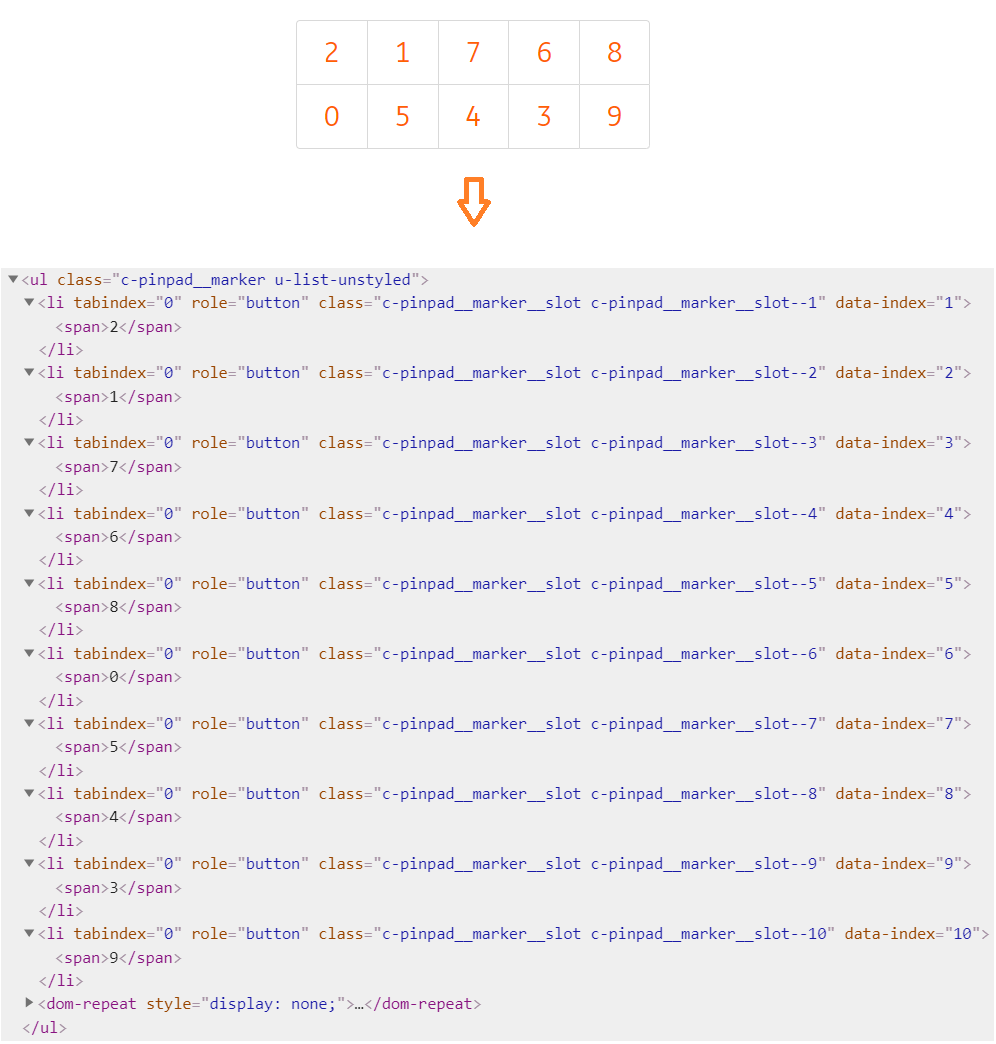 2 1 7 6 8
0 5 4 3 9
<ul class="c-pinpad__marker u-list-unstyled">
<li tabindex="0" role="button" class="c-pinpad__marker__slot c-pinpad__marker__slot--1" data-index="1">
<span>2</span>
</li>
<li tabindex="0" role="button" class="c-pinpad__marker__slot c-pinpad__marker__slot--2" data-index="2">
<span>1</span>
</li>
<li tabindex="0" role="button" class="c-pinpad__marker__slot c-pinpad__marker__slot--3" data-index="3">
<span>7</span>
</li>
<li tabindex="0" role="button" class="c-pinpad__marker__slot c-pinpad__marker__slot--4" data-index="4">
<span>6</span>
</li>
<li tabindex="0" role="button" class="c-pinpad__marker__slot c-pinpad__marker__slot--5" data-index="5">
<span>8</span>
</li>
<li tabindex="0" role="button" class="c-pinpad__marker__slot c-pinpad__marker__slot--6" data-index="6">
<span>0</span>
</li>
<li tabindex="0" role="button" class="c-pinpad__marker__slot c-pinpad__marker__slot--7" data-index="7">
<span>5</span>
</li>
<li tabindex="0" role="button" class="c-pinpad__marker__slot c-pinpad__marker__slot--8" data-index="8">
<span>4</span>
</li>
<li tabindex="0" role="button" class="c-pinpad__marker__slot c-pinpad__marker__slot--9" data-index="9">
<span>3</span>
</li>
<li tabindex="0" role="button" class="c-pinpad__marker__slot c-pinpad__marker__slot--10" data-index="10">
<span>9</span>
</li>
<dom-repeat style="display: none;">…</dom-repeat>
</ul>